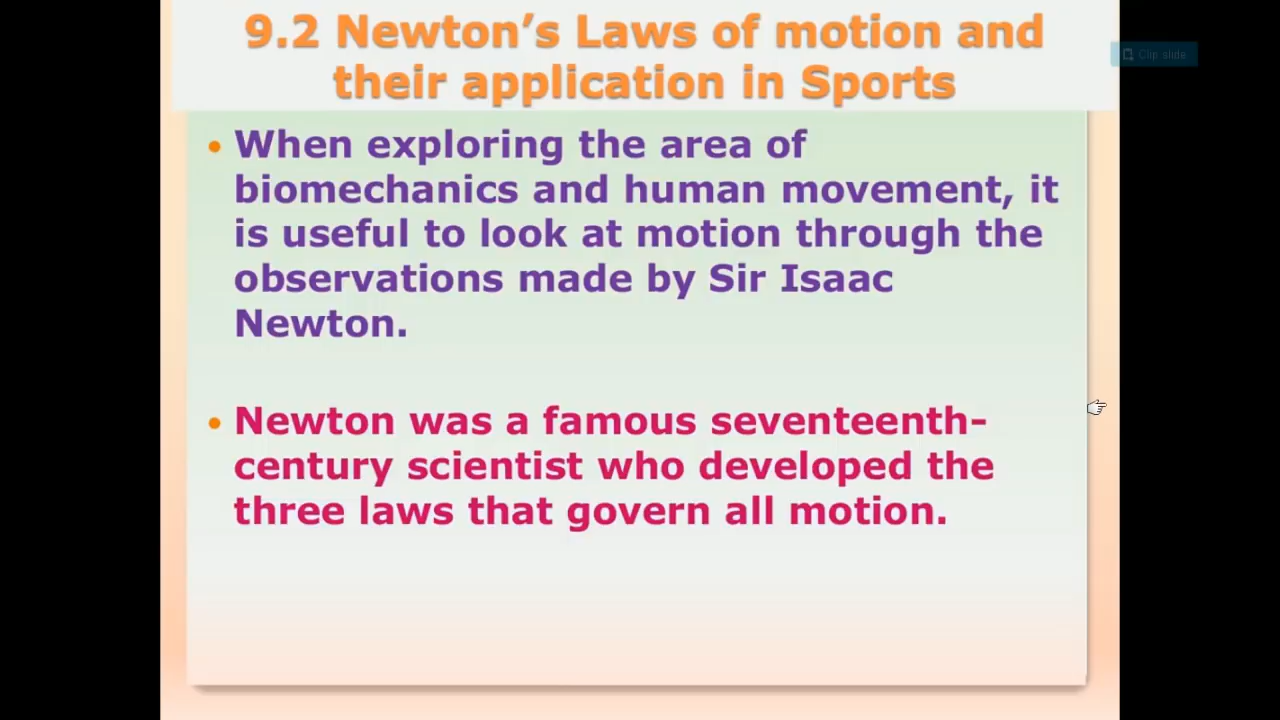 9.2 Newton’s Laws of motion and
their application in Sports
Clip slide
• When exploring the area of
biomechanics and human movement, it
is useful to look at motion through the
observations made by Sir Isaac
Newton.
• Newton was a famous seventeenth-
century scientist who developed the
three laws that govern all motion.